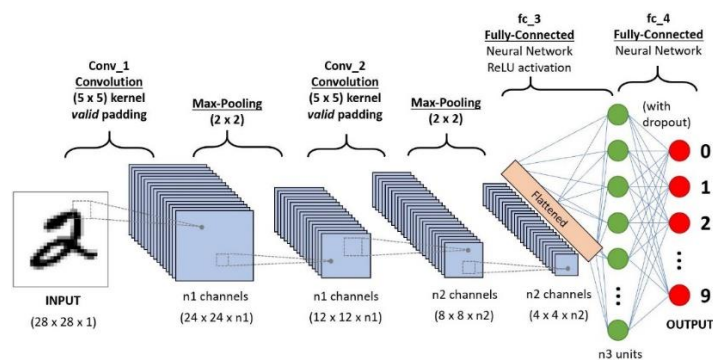 fc_3
Fully-Connected
Neural Network
ReLU activation
fc_4
Fully-Connected
Neural Network
Conv_1
Convolution
(5 x 5) kernel
valid padding
Max-Pooling
(2 x 2)
Conv_2
Convolution
(5 x 5) kernel
valid padding
Max-Pooling
(2 x 2)
(with
dropout)
Flattened
0
1
2
9
2
INPUT
(28 x 28 x 1)
n1 channels
(24 x 24 x n1)
n1 channels
(12 x 12 x n1)
n2 channels
(8 x 8 x n2)
n2 channels
(4 x 4 x n2)
OUTPUT
n3 units